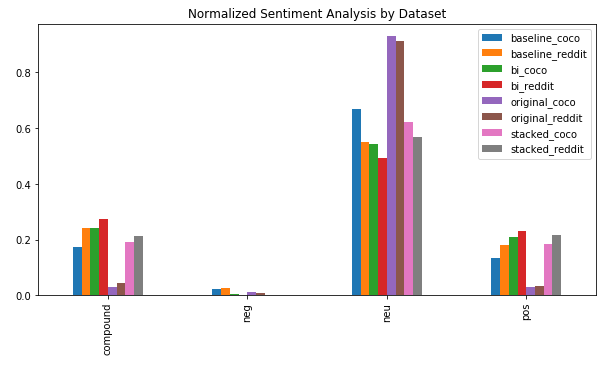 Normalized Sentiment Analysis by Dataset
baseline_coco
baseline_reddit
bi_coco
bi_reddit
original_coco
original_reddit
stacked_coco
stacked_reddit
0.8
0.6
0.4
0.2
0.0
compound
neg
neu
pos